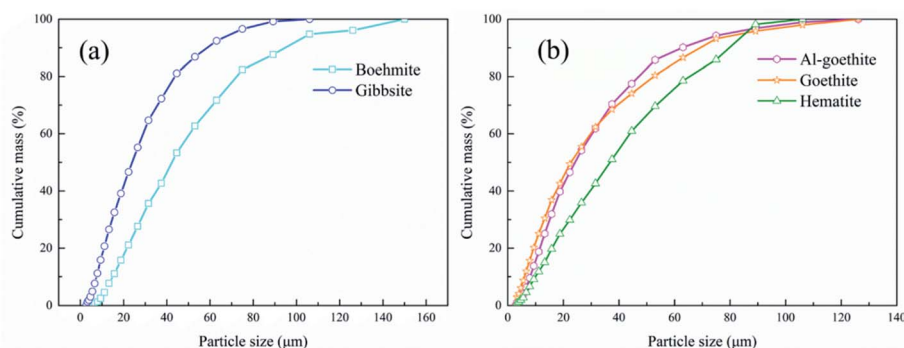 (a)
Boehmite
Gibbsite
Cumulative mass (%)
100
80
60
40
20
0
0 20 40 60 80 100 120 140 160
Particle size (μm)
(b)
Al-goethite
Goethite
Hematite
Cumulative mass (%)
100
80
60
40
20
0
0 20 40 60 80 100 120 140
Particle size (μm)